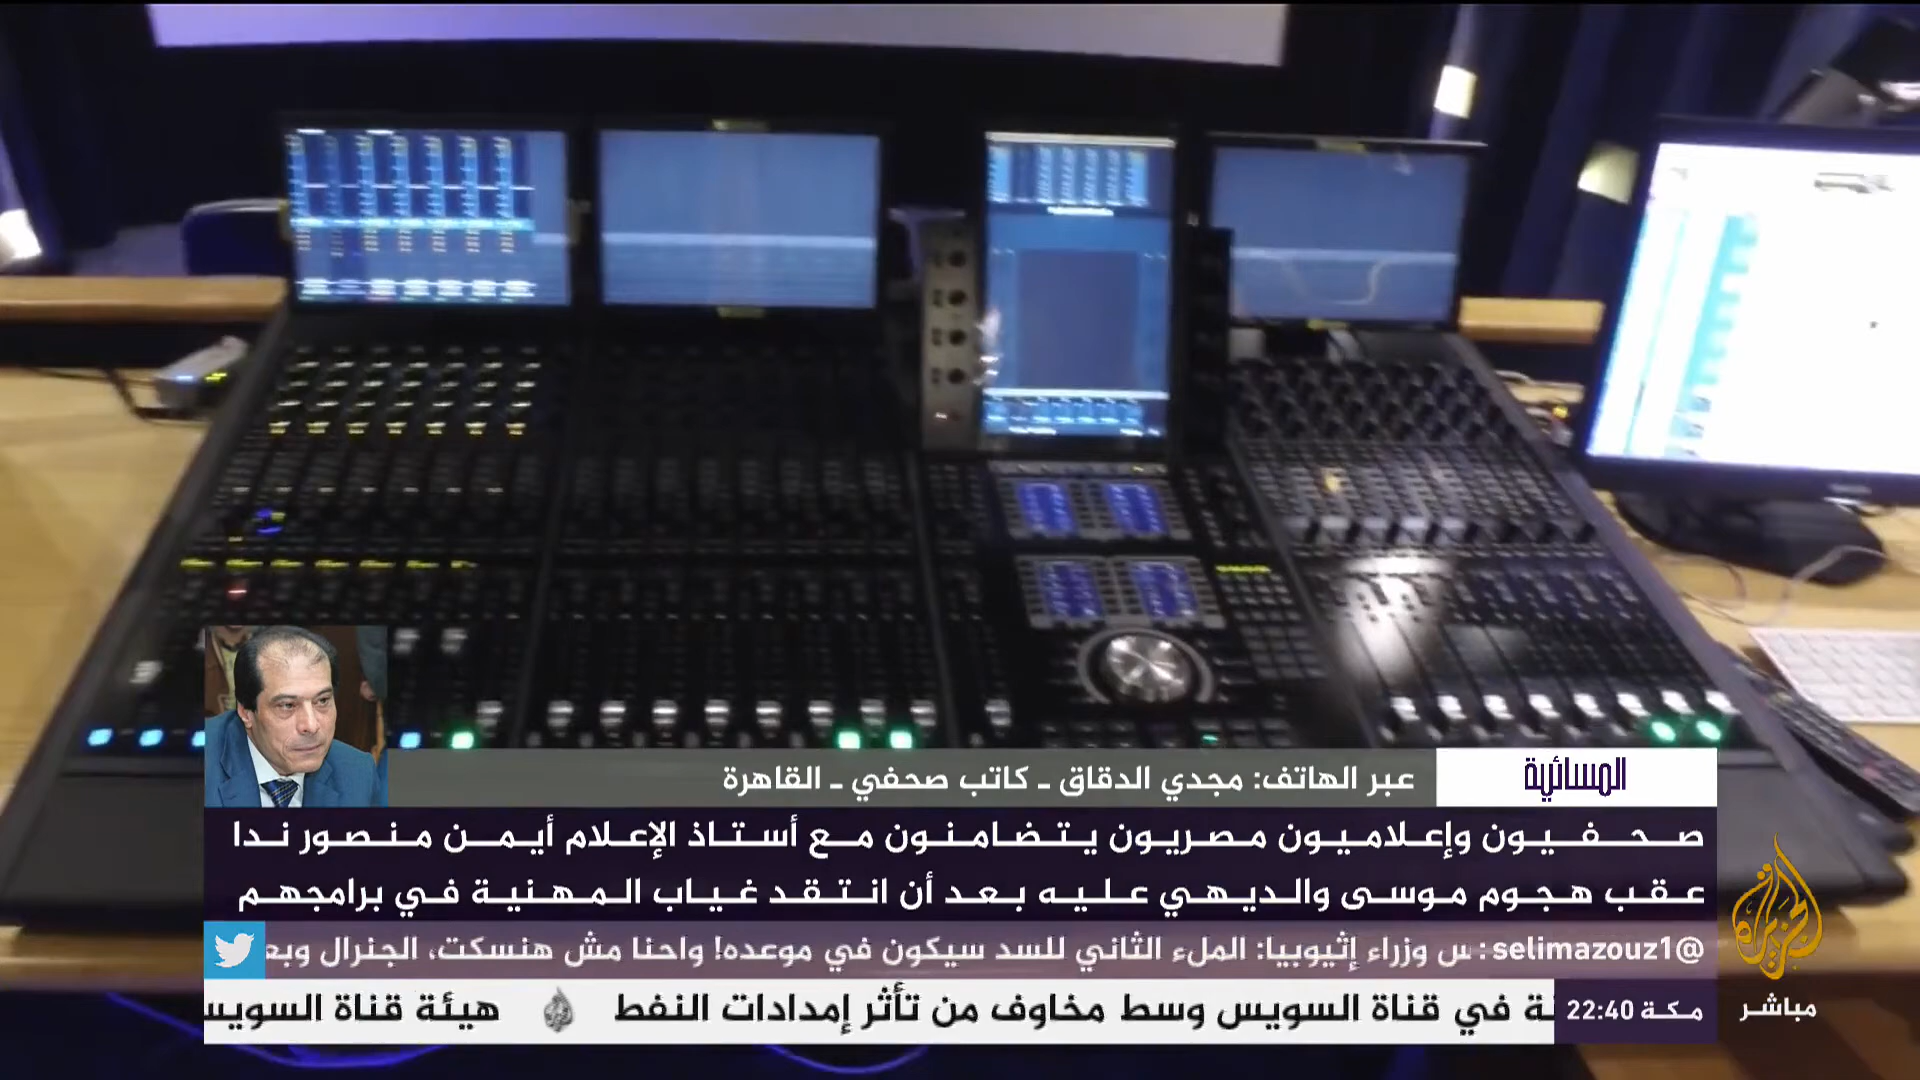 المسائية
عبر الهاتف: مجدي الدقاق ـ كاتب صحفي ـ القاهرة
صحفيون وإعلاميون مصريون يتضامنون مع أستاذ الإعلام أيمن منصور ندا
عقب هجوم موسى والديهي عليه بعد أن انتقد غياب المهنية في برامجهم
@selimazouz1: س وزراء إثيوبيا: الملء الثاني للسد سيكون في موعده! واحنا مش هنسكت، الجنرال وبعد
مكة 22:40
في قناة السويس وسط مخاوف من تأثر إمدادات النفط
هيئة قناة السويس
الجزيرة
مباشر